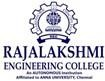 RAJALAKSHMI
ENGINEERING COLLEGE
An AUTONOMOUS Institution
Affiliated to ANNA UNIVERSITY, Chennai